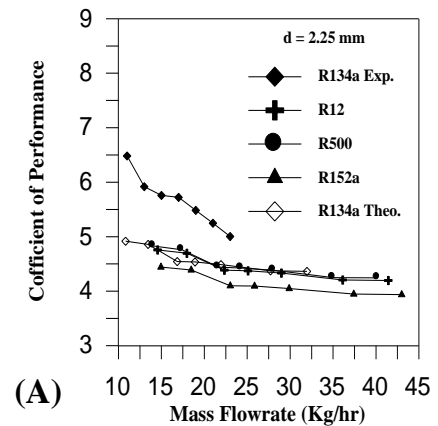 9
8
7
6
5
4
3
Cofficient of Performance
d = 2.25 mm
R134a Exp.
R12
R500
R152a
R134a Theo.
10 15 20 25 30 35 40 45
(A)
Mass Flowrate (Kg/hr)